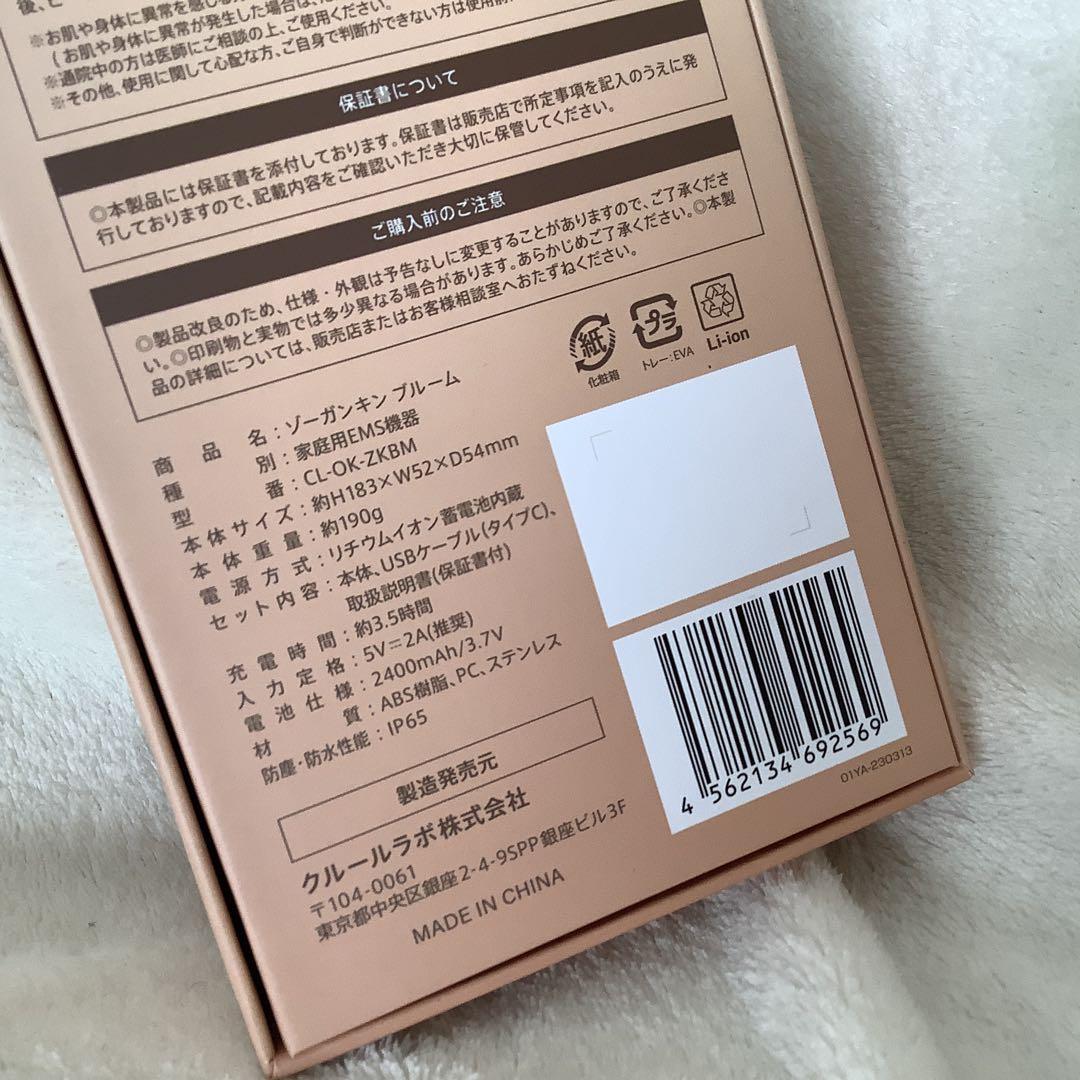 ※お肌や身体に異常を感じる
(お肌や身体に異常が発生した場合は、
※通院中の方は医師にご相談の上、ご使用ください。
※その他、使用に関して心配な方、ご自身で判断ができない方は使用前
保証書について
◎本製品には保証書を添付しております。保証書は販売店で所定事項を記入のうえに発
行しておりますので、記載内容をご確認いただき大切に保管してください。
ご購入前のご注意
◎製品改良のため、仕様・外観は予告なしに変更することがありますので、ご了承くださ
い。◎印刷物と実物では多少異なる場合があります。あらかじめご了承ください。◎本製
品の詳細については、販売店またはお客様相談室へおたずねください。
紙 プラ
化粧箱 トレー:EVA Li-ion
商品名:ゾーガンキン ブルーム
種別:家庭用EMS機器
型番:CL-OK-ZKBM
本体サイズ:約H183×W52×D54mm
本体重量:約190g
電源方式:リチウムイオン蓄電池内蔵
セット内容:本体、USBケーブル(タイプC)、
取扱説明書(保証書付)
充電時間:約3.5時間
入力定格:5V⎓2A(推奨)
電池仕様:2400mAh/3.7V
材質:ABS樹脂、PC、ステンレス
防塵・防水性能:IP65
製造発売元
クルールラボ株式会社
〒104-0061
東京都中央区銀座2-4-9SPP銀座ビル3F
MADE IN CHINA
4 562134 692569
01YA-230313